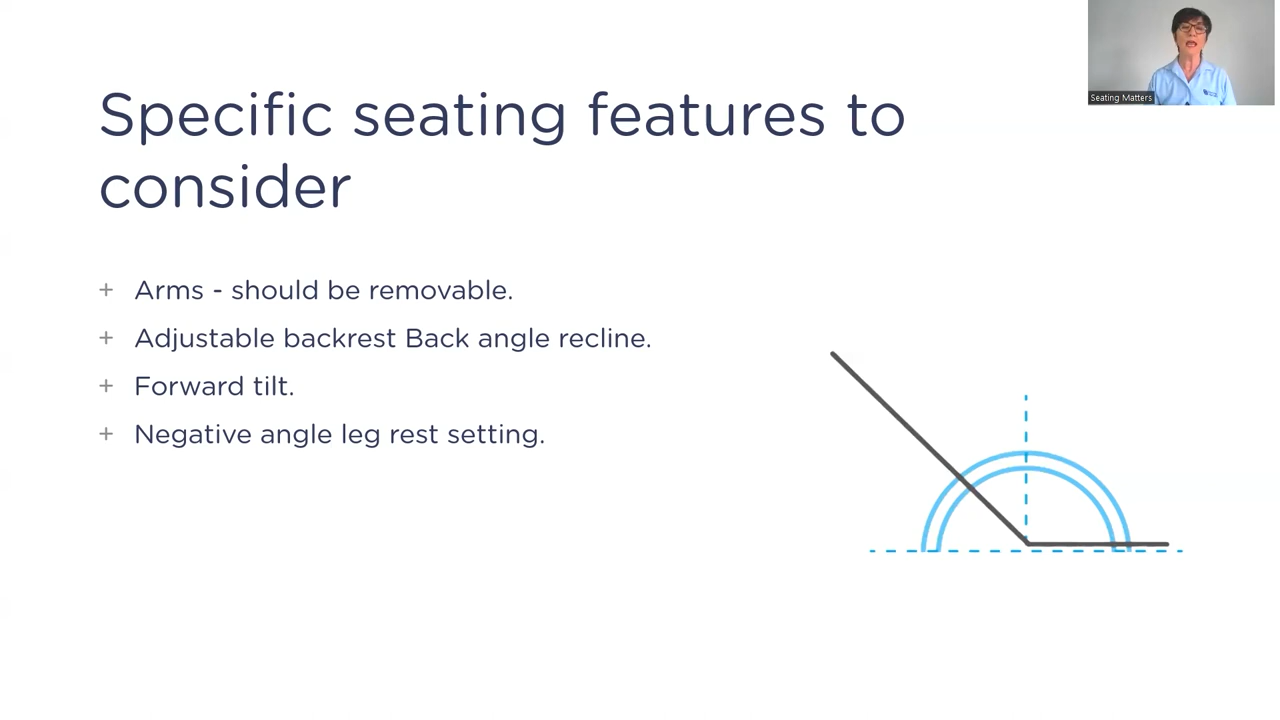 Seating Matters
Specific seating features to
consider
+ Arms - should be removable.
+ Adjustable backrest Back angle recline.
+ Forward tilt.
+ Negative angle leg rest setting.